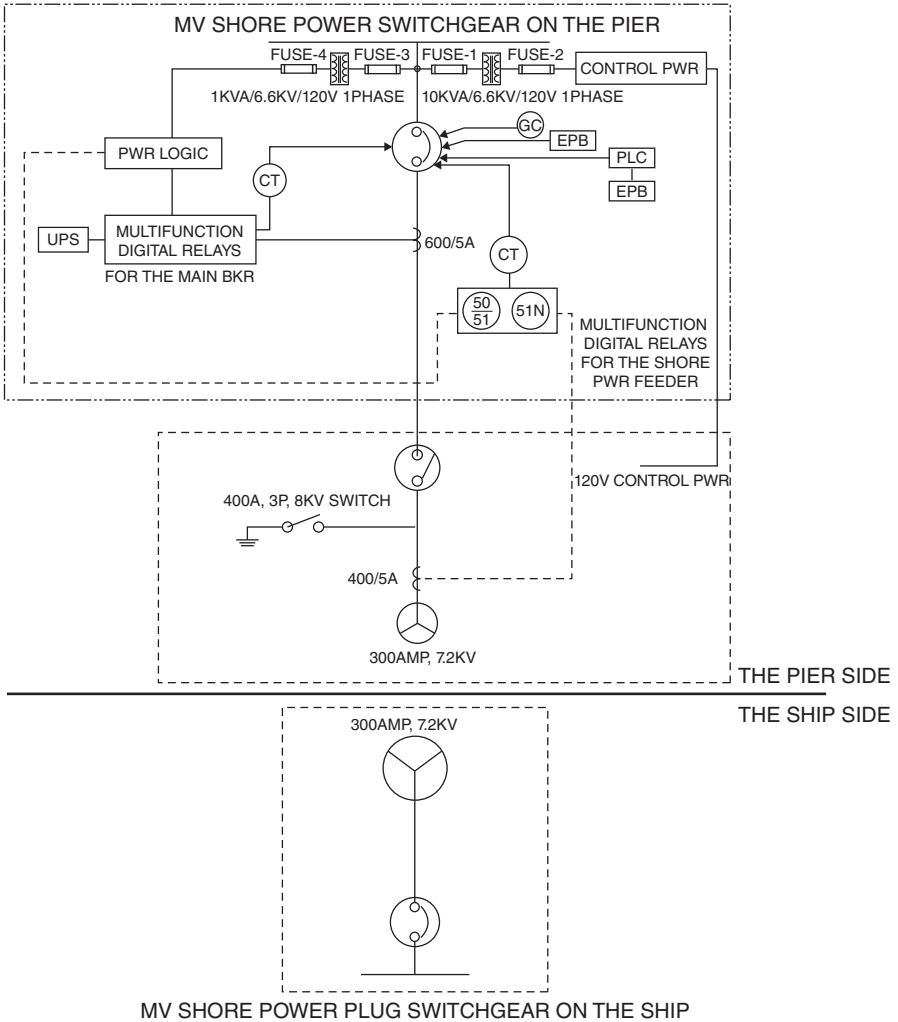 MV SHORE POWER SWITCHGEAR ON THE PIER
FUSE-4
FUSE-3
FUSE-1
FUSE-2
CONTROL PWR
1KVA/6.6KV/120V 1PHASE
10KVA/6.6KV/120V 1PHASE
GC
EPB
PWR LOGIC
PLC
CT
EPB
UPS
MULTIFUNCTION
DIGITAL RELAYS
FOR THE MAIN BKR
600/5A
CT
50
51
51N
MULTIFUNCTION
DIGITAL RELAYS
FOR THE SHORE
PWR FEEDER
120V CONTROL PWR
400A, 3P, 8KV SWITCH
400/5A
300AMP, 7.2KV
THE PIER SIDE
THE SHIP SIDE
300AMP, 7.2KV
MV SHORE POWER PLUG SWITCHGEAR ON THE SHIP